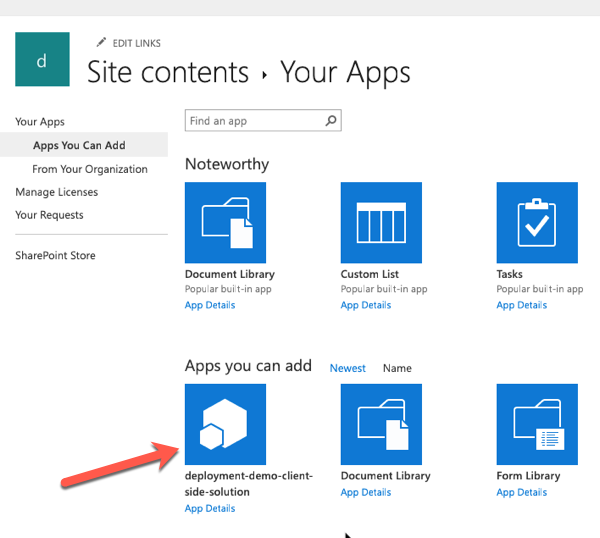 d
EDIT LINKS
Site contents › Your Apps
Your Apps
Apps You Can Add
From Your Organization
Manage Licenses
Your Requests
SharePoint Store
Find an app
Noteworthy
Document Library
Popular built-in app
App Details
Custom List
Popular built-in app
App Details
Tasks
Popular built-in app
App Details
Apps you can add
Newest Name
deployment-demo-client-
side-solution
App Details
Document Library
App Details
Form Library
App Details